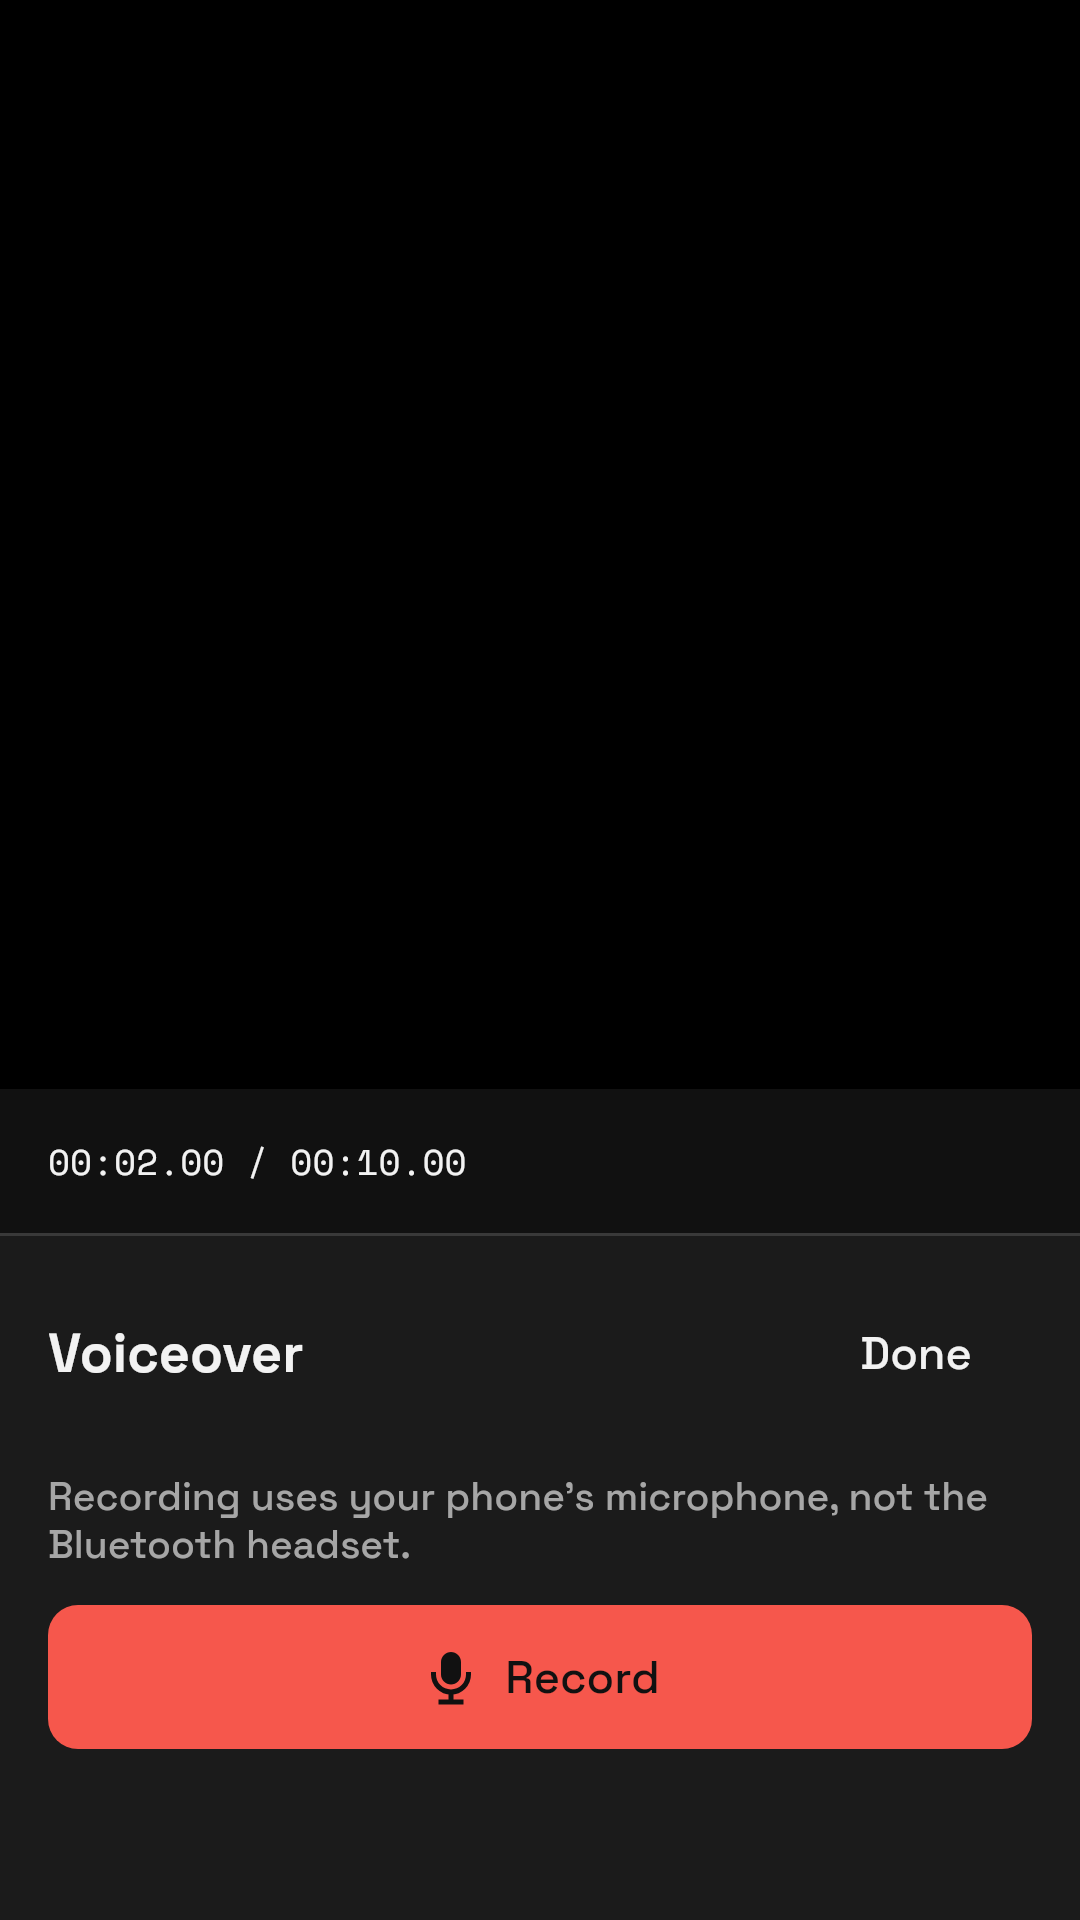 00:02.00 / 00:10.00
Voiceover
Done
Recording uses your phone’s microphone, not the
Bluetooth headset.
Record